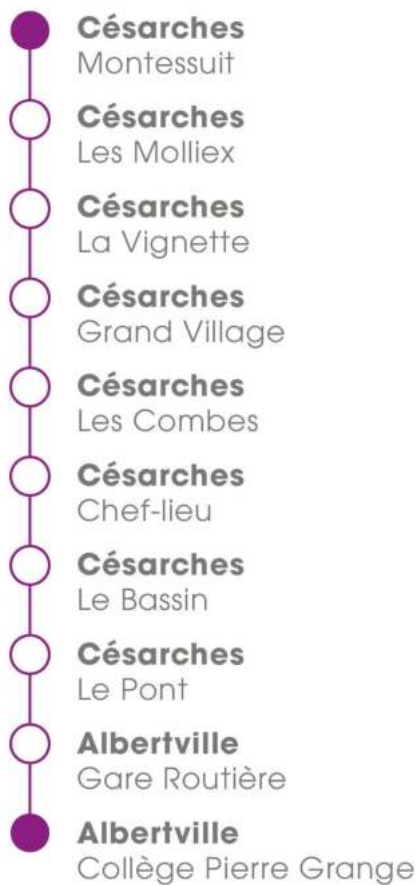 Césarches
Montessuit
Césarches
Les Molliex
Césarches
La Vignette
Césarches
Grand Village
Césarches
Les Combes
Césarches
Chef-lieu
Césarches
Le Bassin
Césarches
Le Pont
Albertville
Gare Routière
Albertville
Collège Pierre Grange